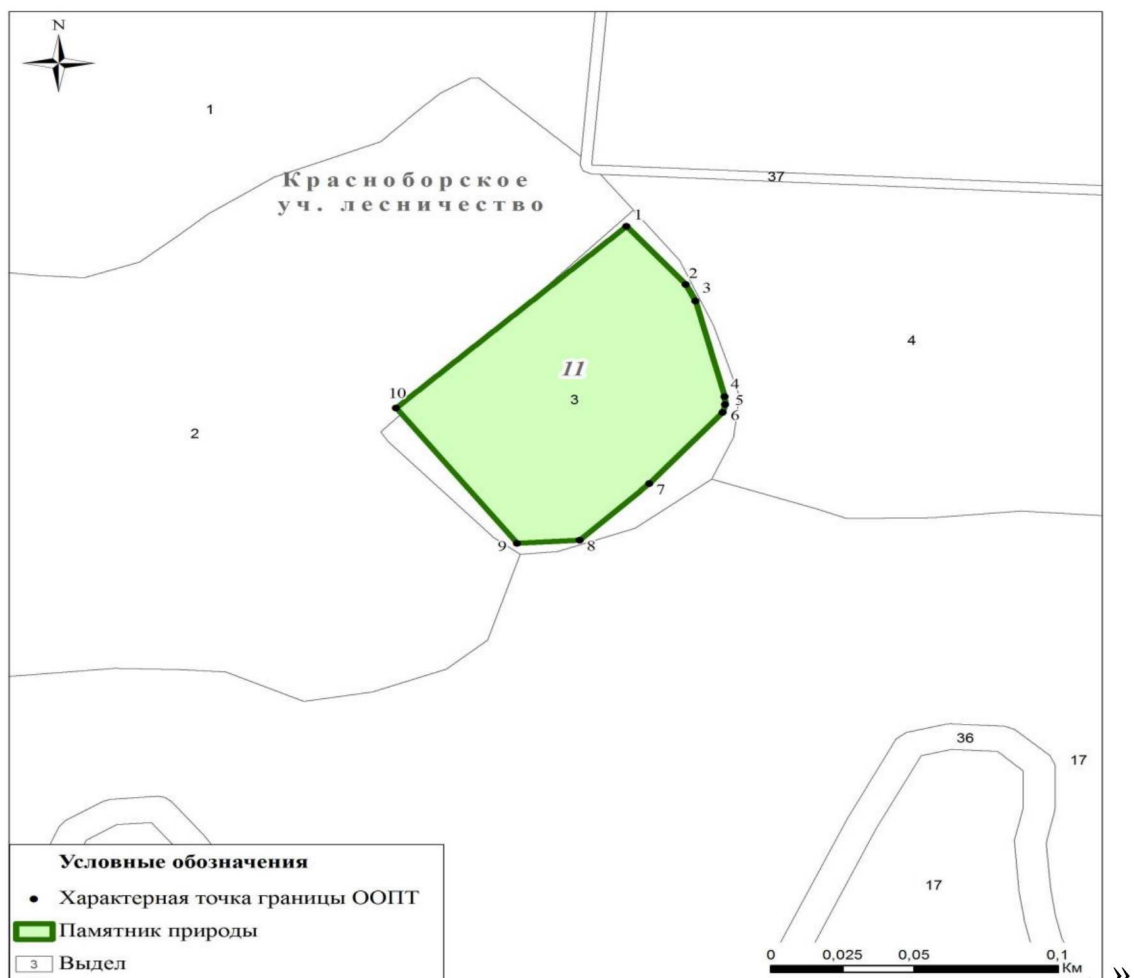 N
1
Красноборское
уч. лесничество
37
1
2
3
4
11
3
10
4
5
6
2
7
9
8
36
17
17
Условные обозначения
Характерная точка границы ООПТ
Памятник природы
3 Выдел
0 0,025 0,05 0,1
Км
»